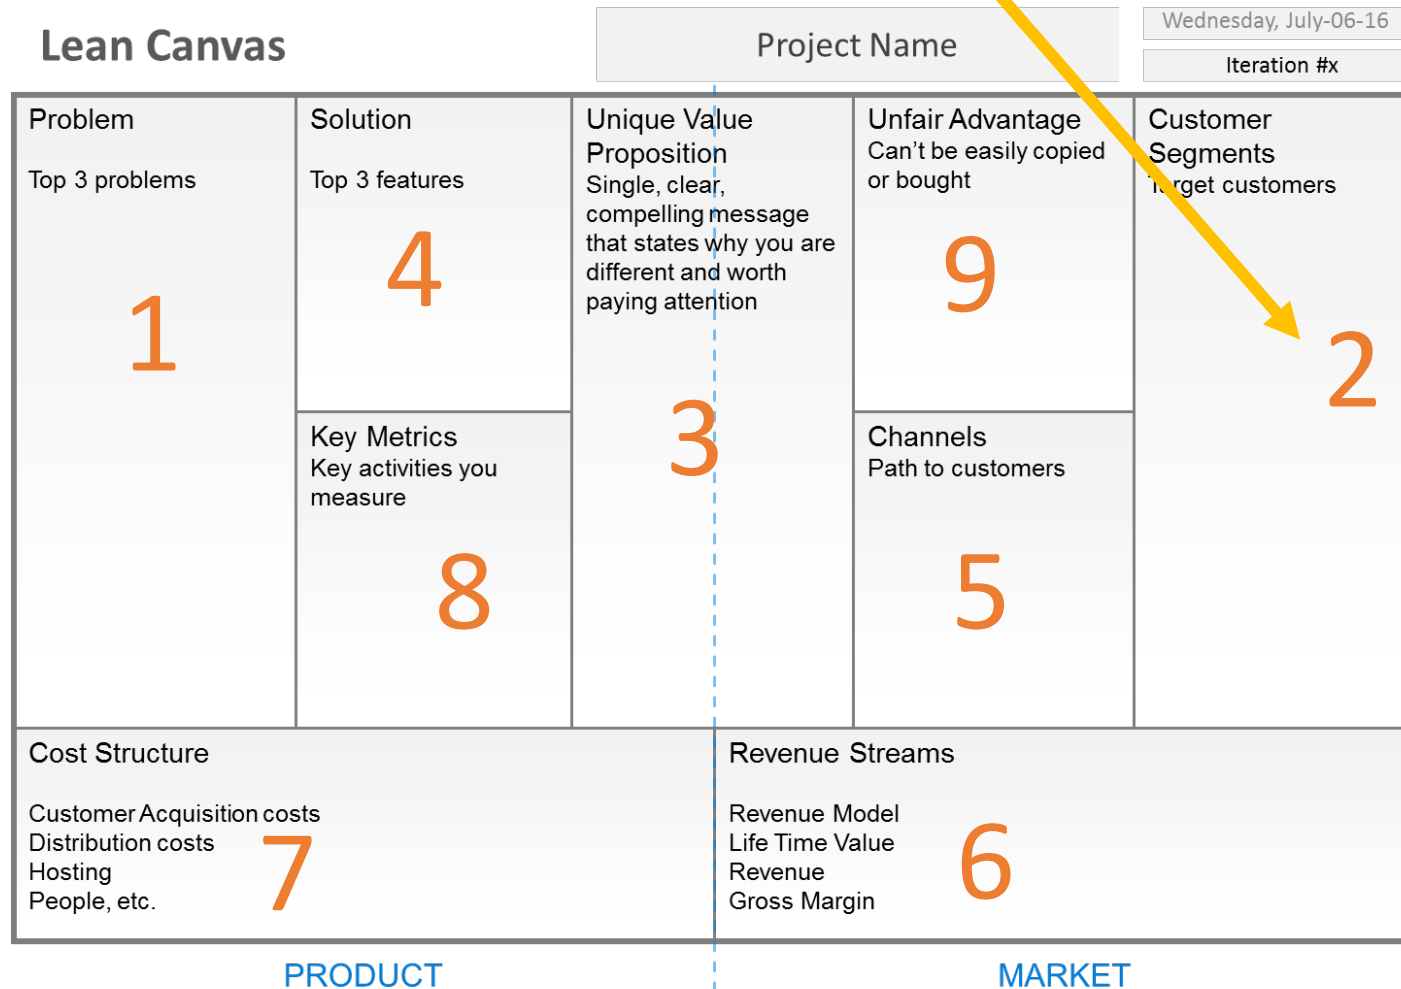 Lean Canvas
Project Name
Wednesday, July-06-16
Iteration #x
Problem
Top 3 problems
1
Solution
Top 3 features
4
Key Metrics
Key activities you
measure
8
Unique Value
Proposition
Single, clear,
compelling message
that states why you are
different and worth
paying attention
3
Unfair Advantage
Can't be easily copied
or bought
9
Channels
Path to customers
5
Customer
Segments
Target customers
2
Cost Structure
Customer Acquisition costs
Distribution costs
Hosting
People, etc.
7
Revenue Streams
Revenue Model
Life Time Value
Revenue
Gross Margin
6
PRODUCT
MARKET